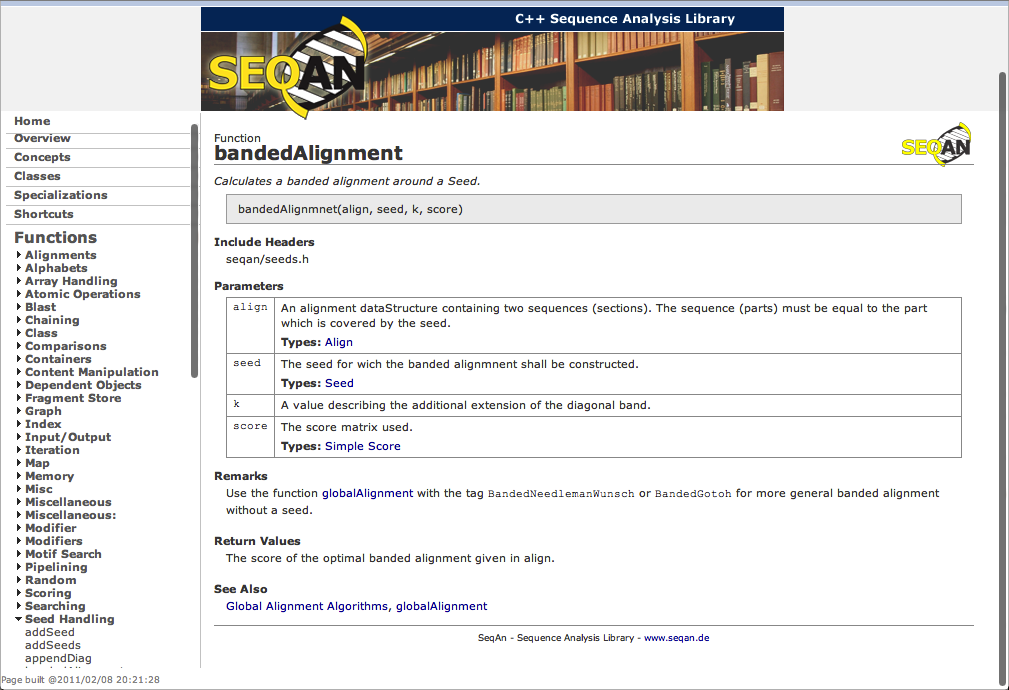 C++ Sequence Analysis Library
SEQAN
Home
Overview
Concepts
Classes
Specializations
Shortcuts
Functions
Alignments
Alphabets
Array Handling
Atomic Operations
Blast
Chaining
Class
Comparisons
Containers
Content Manipulation
Dependent Objects
Fragment Store
Graph
Index
Input/Output
Iteration
Map
Memory
Misc
Miscellaneous
Miscellaneous:
Modifier
Modifiers
Motif Search
Pipelining
Random
Scoring
Searching
Seed Handling
addSeed
addSeeds
appendDiag
Page built @2011/02/08 20:21:28
Function
bandedAlignment
SEQAN
Calculates a banded alignment around a Seed.
bandedAlignmnet(align, seed, k, score)
Include Headers
seqan/seeds.h
Parameters
align An alignment dataStructure containing two sequences (sections). The sequence (parts) must be equal to the part
which is covered by the seed.
Types: Align
seed The seed for wich the banded alignmnent shall be constructed.
Types: Seed
k A value describing the additional extension of the diagonal band.
score The score matrix used.
Types: Simple Score
Remarks
Use the function globalAlignment with the tag BandedNeedlemanWunsch or BandedGotoh for more general banded alignment
without a seed.
Return Values
The score of the optimal banded alignment given in align.
See Also
Global Alignment Algorithms, globalAlignment
SeqAn - Sequence Analysis Library - www.seqan.de